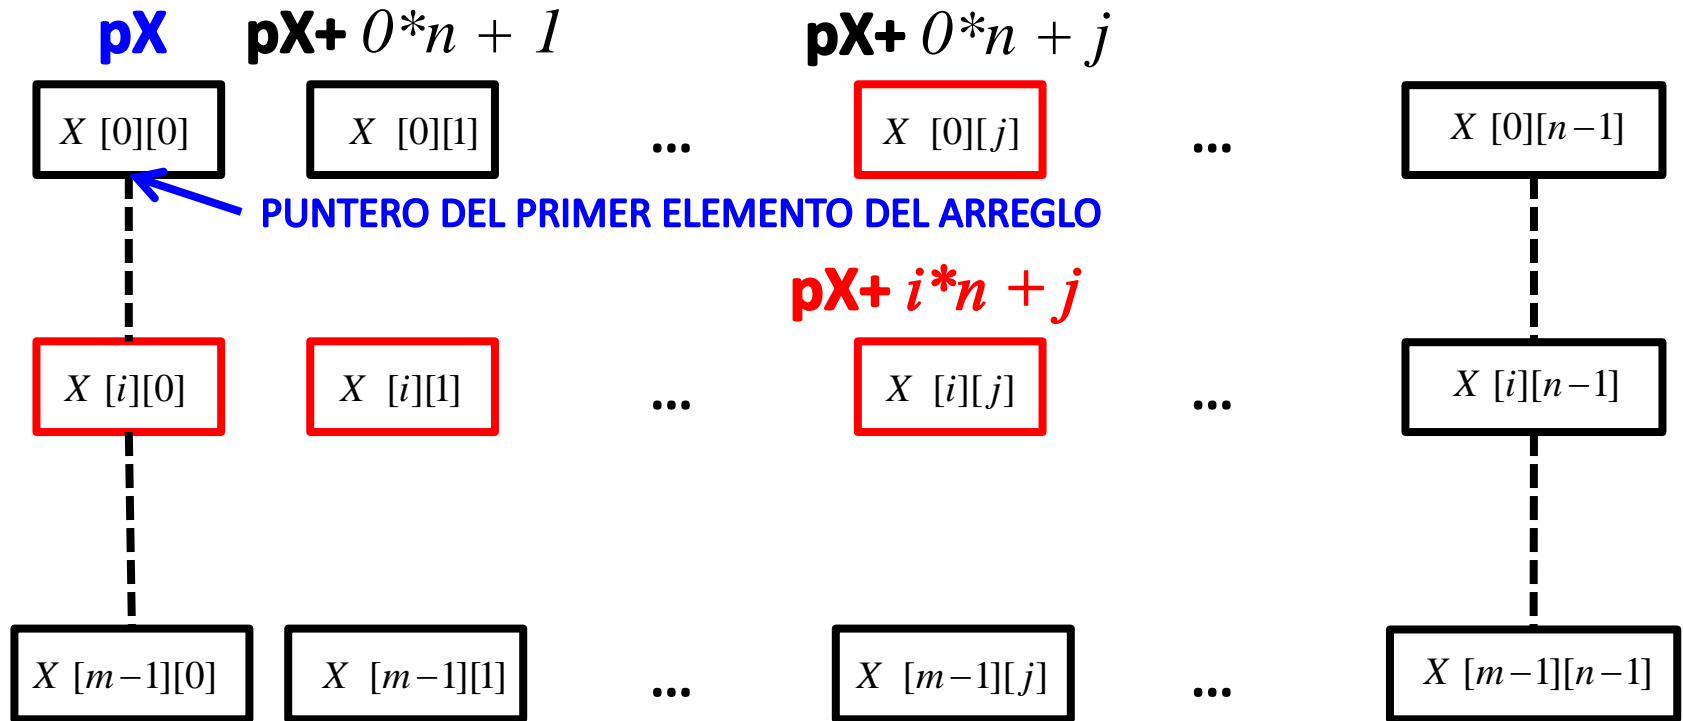 pX pX+ 0*n + 1 pX+ 0*n + j
X [0][0] X [0][1] ... X [0][j] ... X [0][n−1]
PUNTERO DEL PRIMER ELEMENTO DEL ARREGLO
pX+ i*n + j
X [i][0] X [i][1] ... X [i][j] ... X [i][n−1]
X [m−1][0] X [m−1][1] ... X [m−1][j] ... X [m−1][n−1]